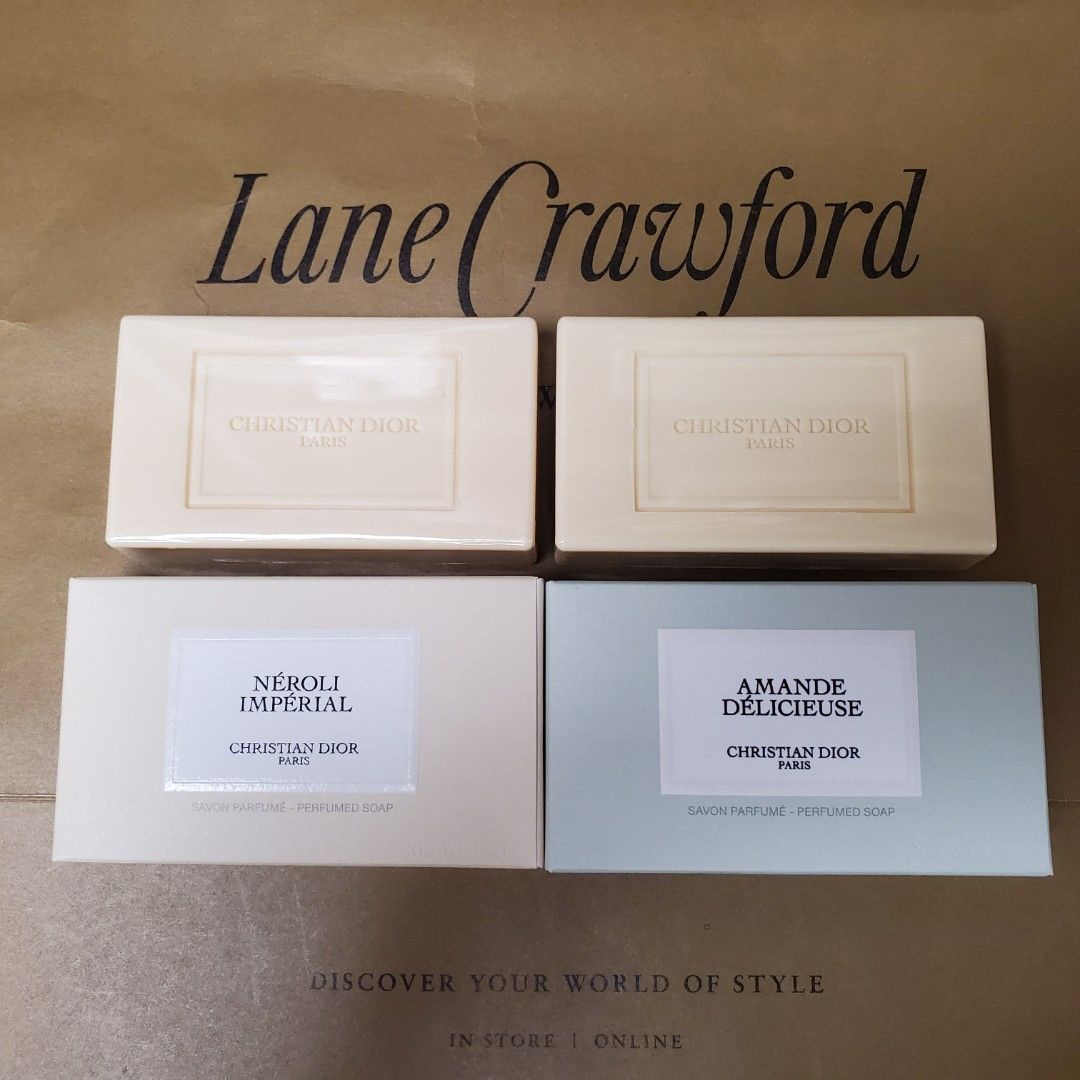 Lane Crawford
CHRISTIAN DIOR
PARIS
CHRISTIAN DIOR
PARIS
NÉROLI
IMPÉRIAL
CHRISTIAN DIOR
PARIS
SAVON PARFUMÉ - PERFUMED SOAP
AMANDE
DÉLICIEUSE
CHRISTIAN DIOR
PARIS
SAVON PARFUMÉ - PERFUMED SOAP
DISCOVER YOUR WORLD OF STYLE
IN STORE | ONLINE